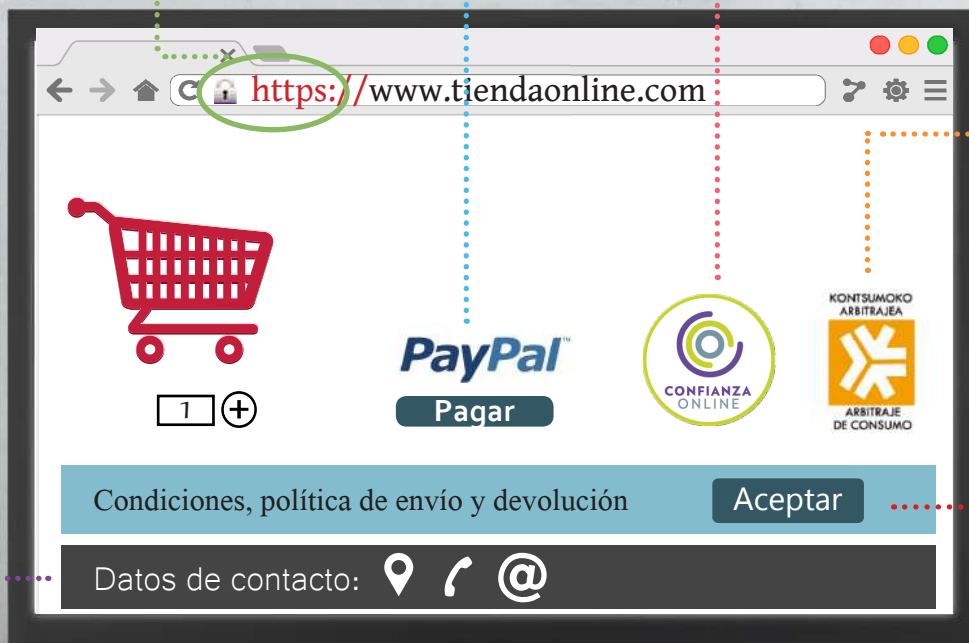 https://www.tiendaonline.com
KONTSUMOKO
ARBITRAJEA
PayPal™
CONFIANZA
ONLINE
ARBITRAJE
DE CONSUMO
1
Pagar
Condiciones, política de envío y devolución
Aceptar
Datos de contacto: @